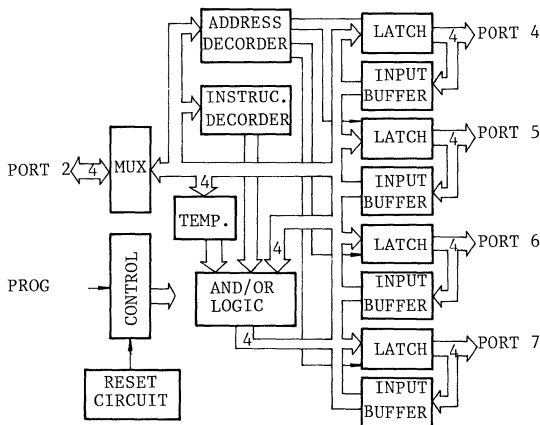 ADDRESS
DECORDER
LATCH
4
PORT 4
INPUT
BUFFER
INSTRUC.
DECORDER
LATCH
4
PORT 5
INPUT
BUFFER
PORT 2
4
MUX
4
TEMP.
4
LATCH
4
PORT 6
INPUT
BUFFER
PROG
CONTROL
AND/OR
LOGIC
4
LATCH
4
PORT 7
INPUT
BUFFER
RESET
CIRCUIT